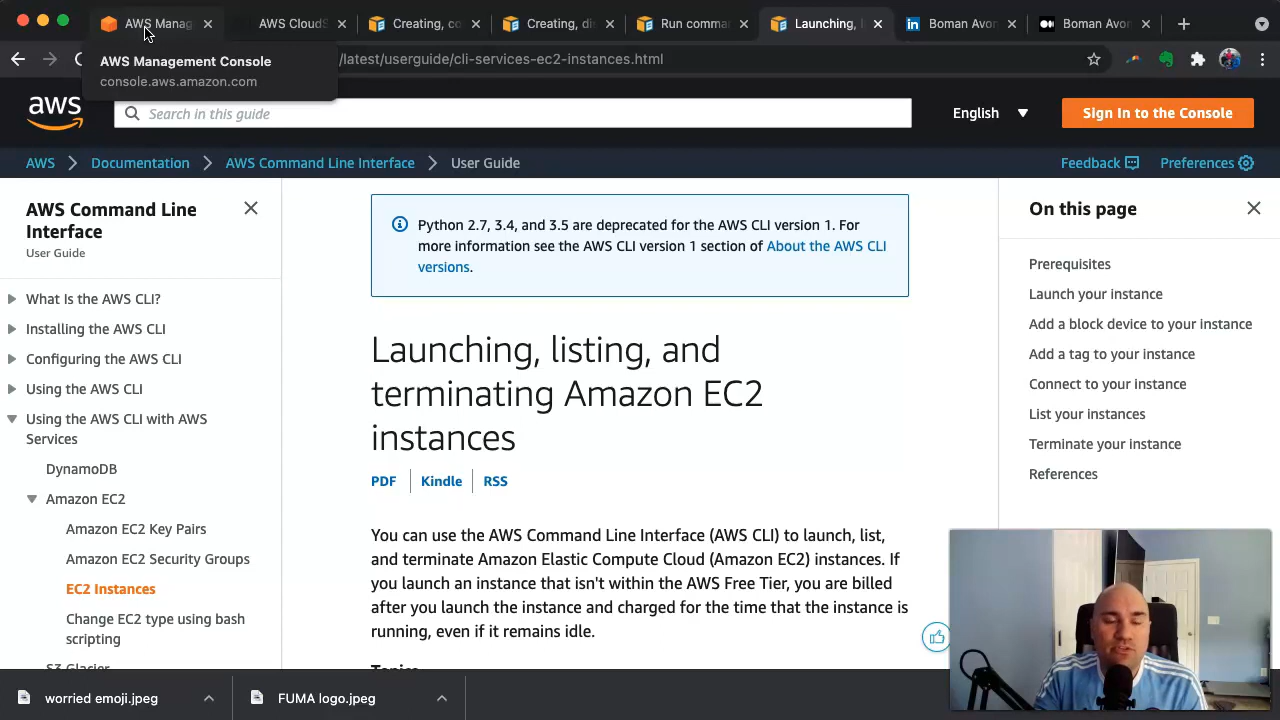 AWS Manag
AWS CloudS
Creating, co
Creating, di
Run comma
Launching, l
Boman Avon
Boman Avon
AWS Management Console
console.aws.amazon.com
/latest/userguide/cli-services-ec2-instances.html
aws
Search in this guide
English
Sign In to the Console
AWS
Documentation
AWS Command Line Interface
User Guide
Feedback
Preferences
AWS Command Line
Interface
User Guide
What Is the AWS CLI?
Installing the AWS CLI
Configuring the AWS CLI
Using the AWS CLI
Using the AWS CLI with AWS
Services
DynamoDB
Amazon EC2
Amazon EC2 Key Pairs
Amazon EC2 Security Groups
EC2 Instances
Change EC2 type using bash
scripting
S3 Glacier
Python 2.7, 3.4, and 3.5 are deprecated for the AWS CLI version 1. For
more information see the AWS CLI version 1 section of About the AWS CLI
versions.
Launching, listing, and
terminating Amazon EC2
instances
PDF
Kindle
RSS
You can use the AWS Command Line Interface (AWS CLI) to launch, list,
and terminate Amazon Elastic Compute Cloud (Amazon EC2) instances. If
you launch an instance that isn't within the AWS Free Tier, you are billed
after you launch the instance and charged for the time that the instance is
running, even if it remains idle.
Topics
On this page
Prerequisites
Launch your instance
Add a block device to your instance
Add a tag to your instance
Connect to your instance
List your instances
Terminate your instance
References
worried emoji.jpeg
FUMA logo.jpeg